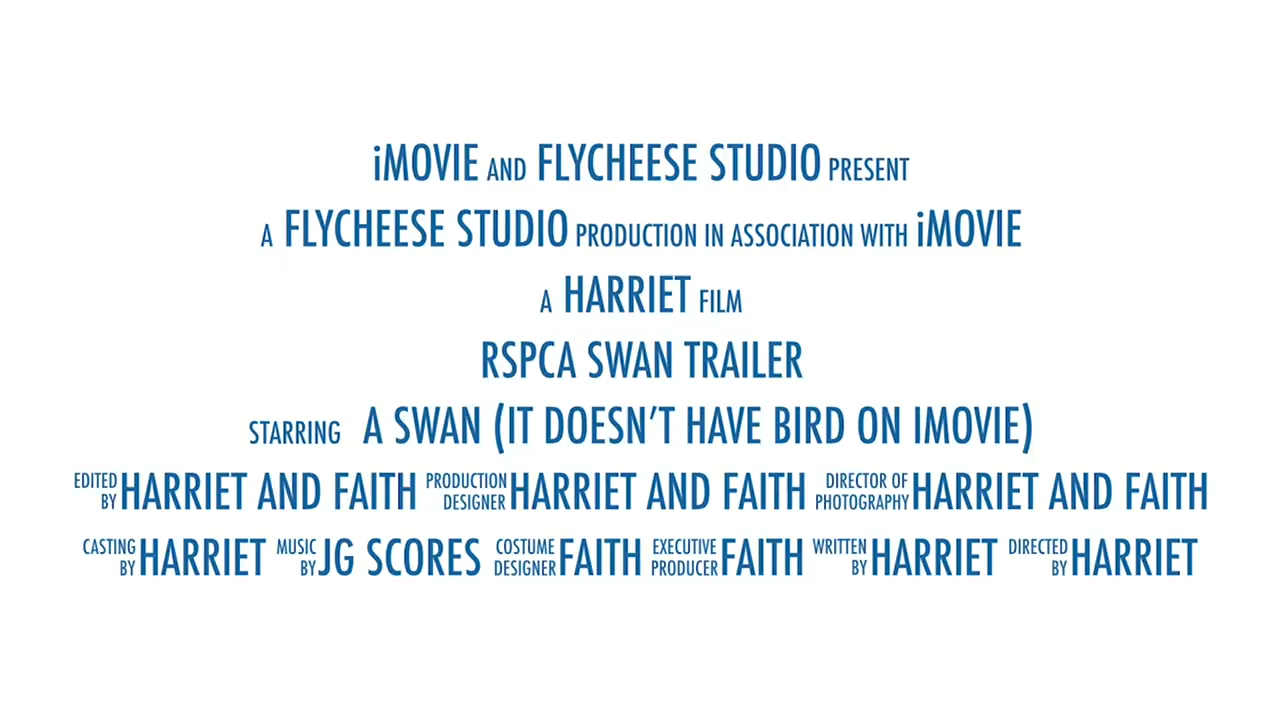 iMOVIE AND FLYCHEESE STUDIO PRESENT
A FLYCHEESE STUDIO PRODUCTION IN ASSOCIATION WITH iMOVIE
A HARRIET FILM
RSPCA SWAN TRAILER
STARRING A SWAN (IT DOESN'T HAVE BIRD ON IMOVIE)
EDITED BY HARRIET AND FAITH PRODUCTION DESIGNER HARRIET AND FAITH DIRECTOR OF PHOTOGRAPHY HARRIET AND FAITH
CASTING BY HARRIET MUSIC BY JG SCORES COSTUME DESIGNER FAITH EXECUTIVE PRODUCER FAITH WRITTEN BY HARRIET DIRECTED BY HARRIET